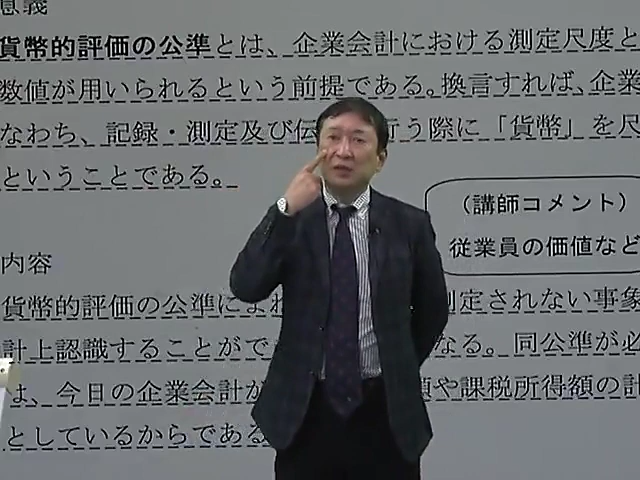 意義
貨幣的評価の公準とは、企業会計における測定尺度と
数値が用いられるという前提である。換言すれば、企業
なわち、記録・測定及び伝 行う際に「貨幣」を尺
ということである。
（講師コメント）
従業員の価値など
内容
貨幣的評価の公準によれ 測定されない事象
計上認識することがで なる。同公準が必
は、今日の企業会計が 額や課税所得額の計
としているからである